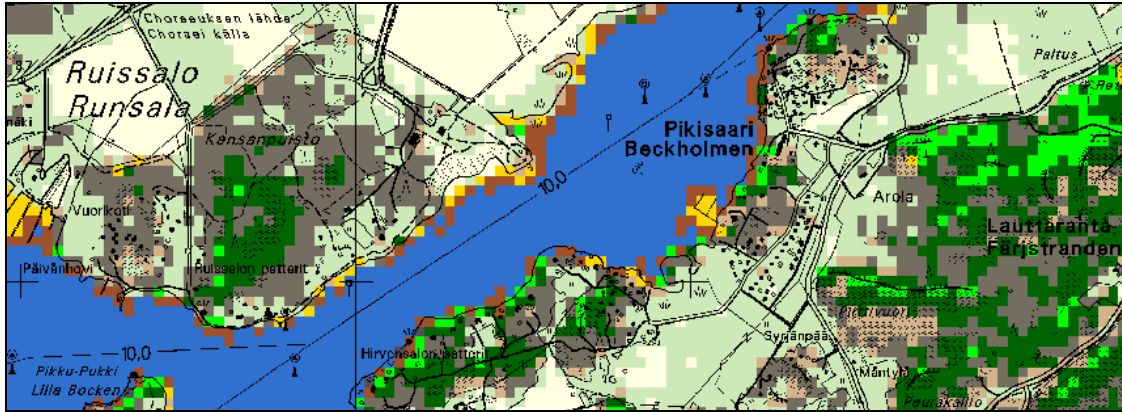 Choraeuksen lähde
Chorsei källa
Ruissalo
Runsala
Kansanpuisto
Vuorikoti
Päivänhovi
Ruissalon patterit
10,0
10,0
Pikku-Pukki
Lilla Bocken
Hirvensalon patterit
Pikisaari
Beckholmen
Paltus
Arola
Lauttaranta
Färjstranden
Syrjänpää
Mäntylä
Peurakallio